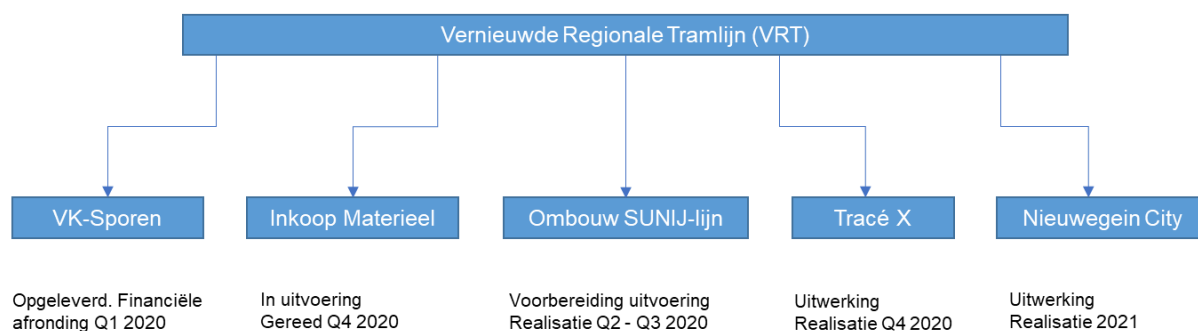 Vernieuwde Regionale Tramlijn (VRT)
VK-Sporen
Inkoop Materieel
Ombouw SUNIJ-lijn
Tracé X
Nieuwegein City
Opgeleverd. Financiële
afronding Q1 2020
In uitvoering
Gereed Q4 2020
Voorbereiding uitvoering
Realisatie Q2 - Q3 2020
Uitwerking
Realisatie Q4 2020
Uitwerking
Realisatie 2021